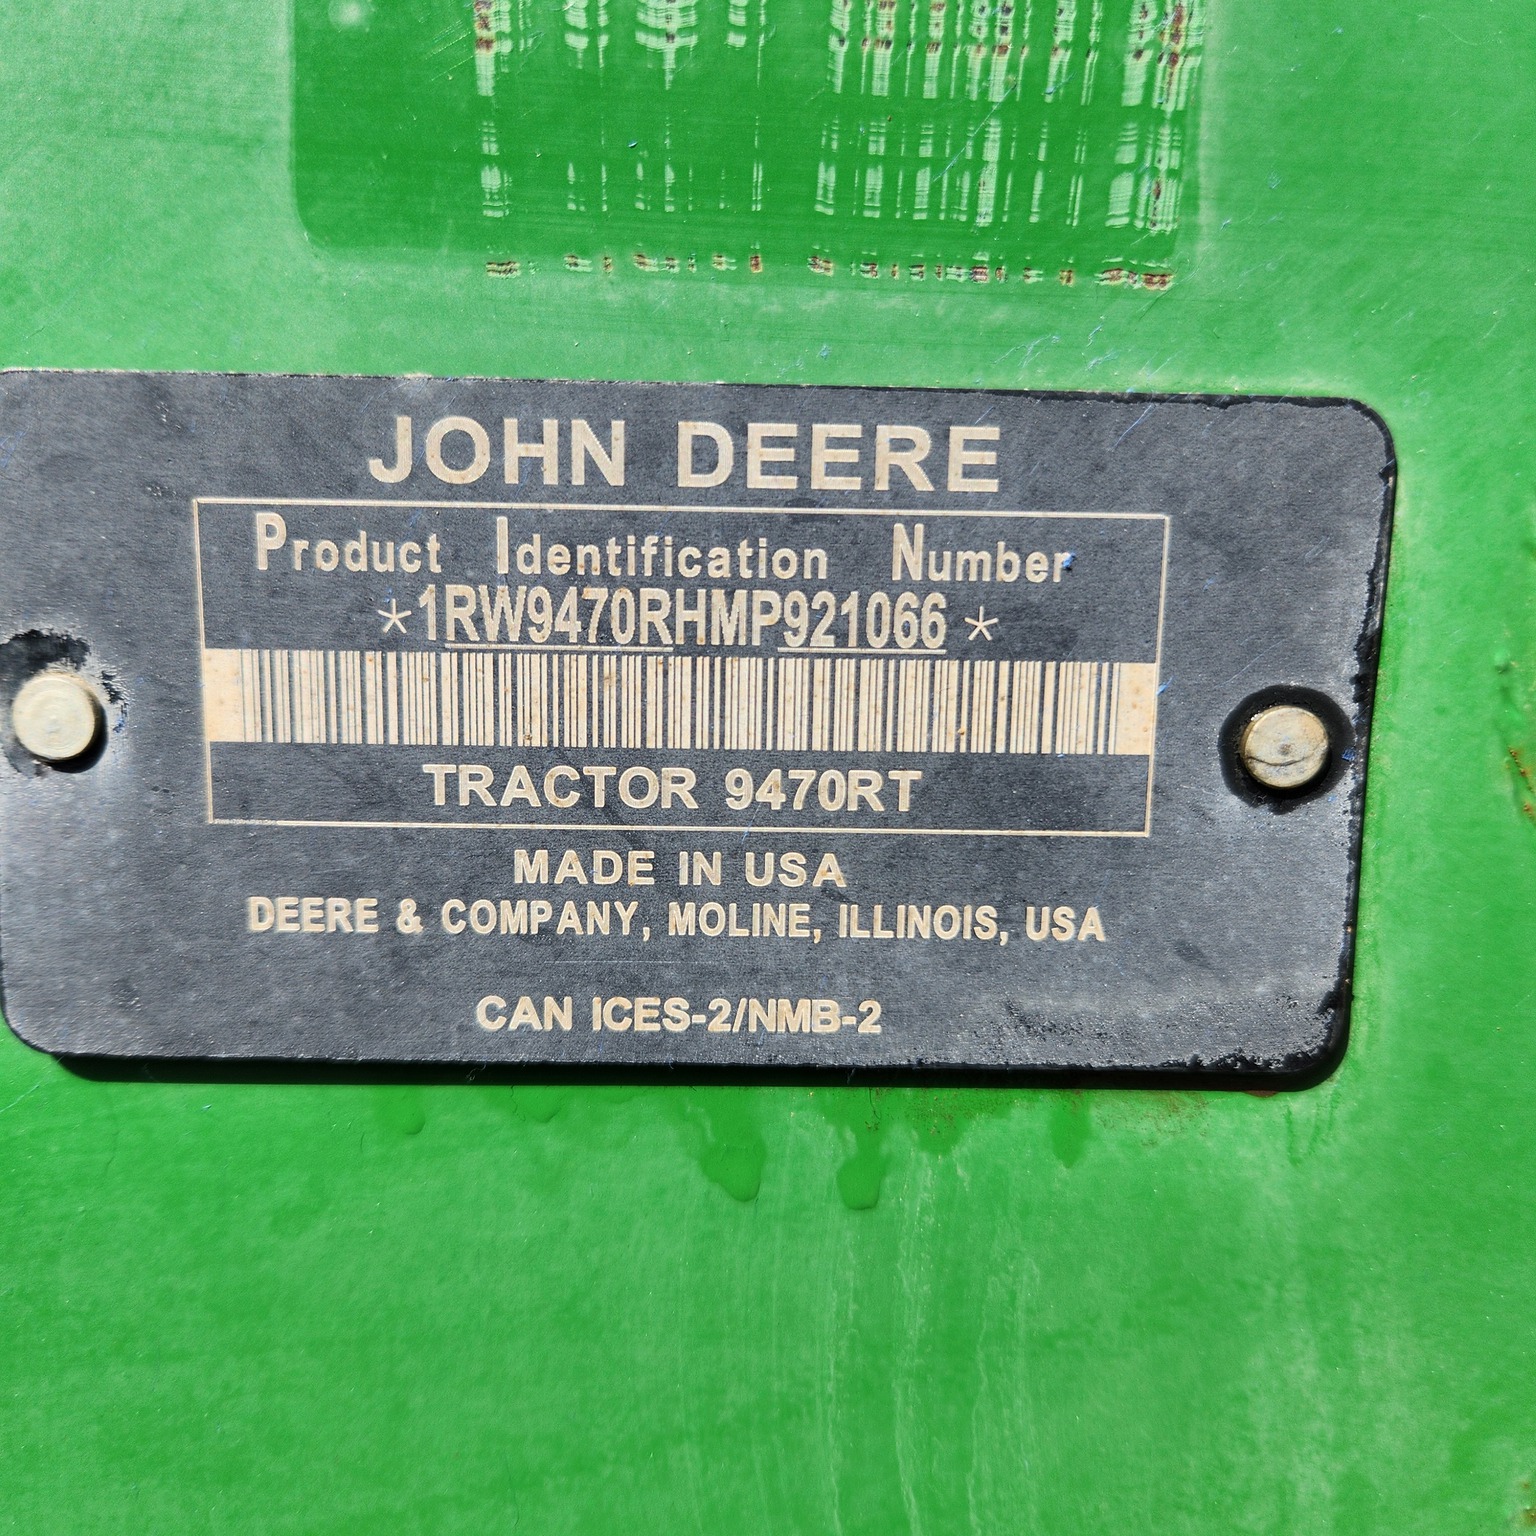 JOHN DEERE
Product Identification Number
*1RW9470RHMP921066*
TRACTOR 9470RT
MADE IN USA
DEERE & COMPANY, MOLINE, ILLINOIS, USA
CAN ICES-2/NMB-2